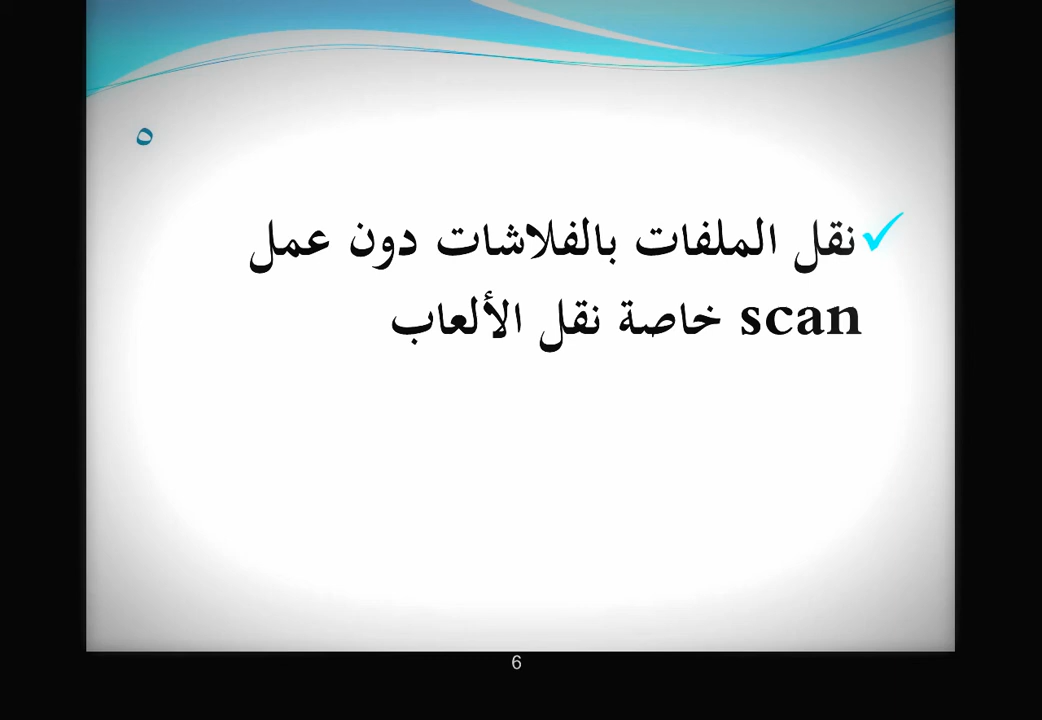 ٥
نقل الملفات بالفلاشات دون عمل
scan خاصة نقل الألعاب
6